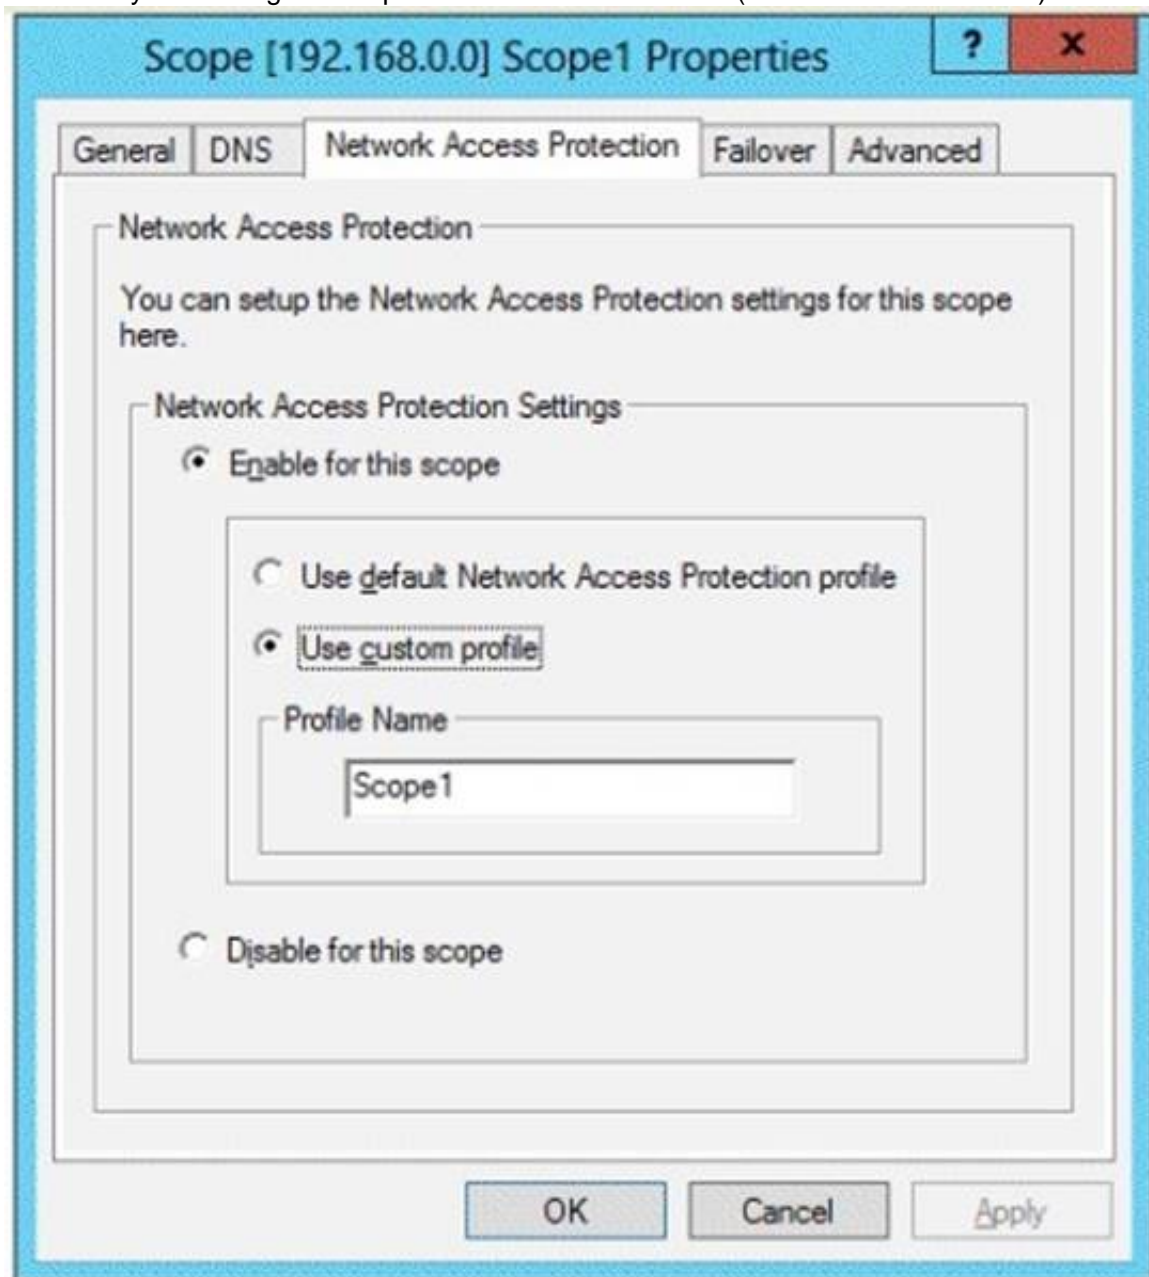 Scope [192.168.0.0] Scope1 Properties
? x
General DNS Network Access Protection Failover Advanced
Network Access Protection
You can setup the Network Access Protection settings for this scope
here.
Network Access Protection Settings
Enable for this scope
Use default Network Access Protection profile
Use custom profile
Profile Name
Scope1
Disable for this scope
OK Cancel Apply